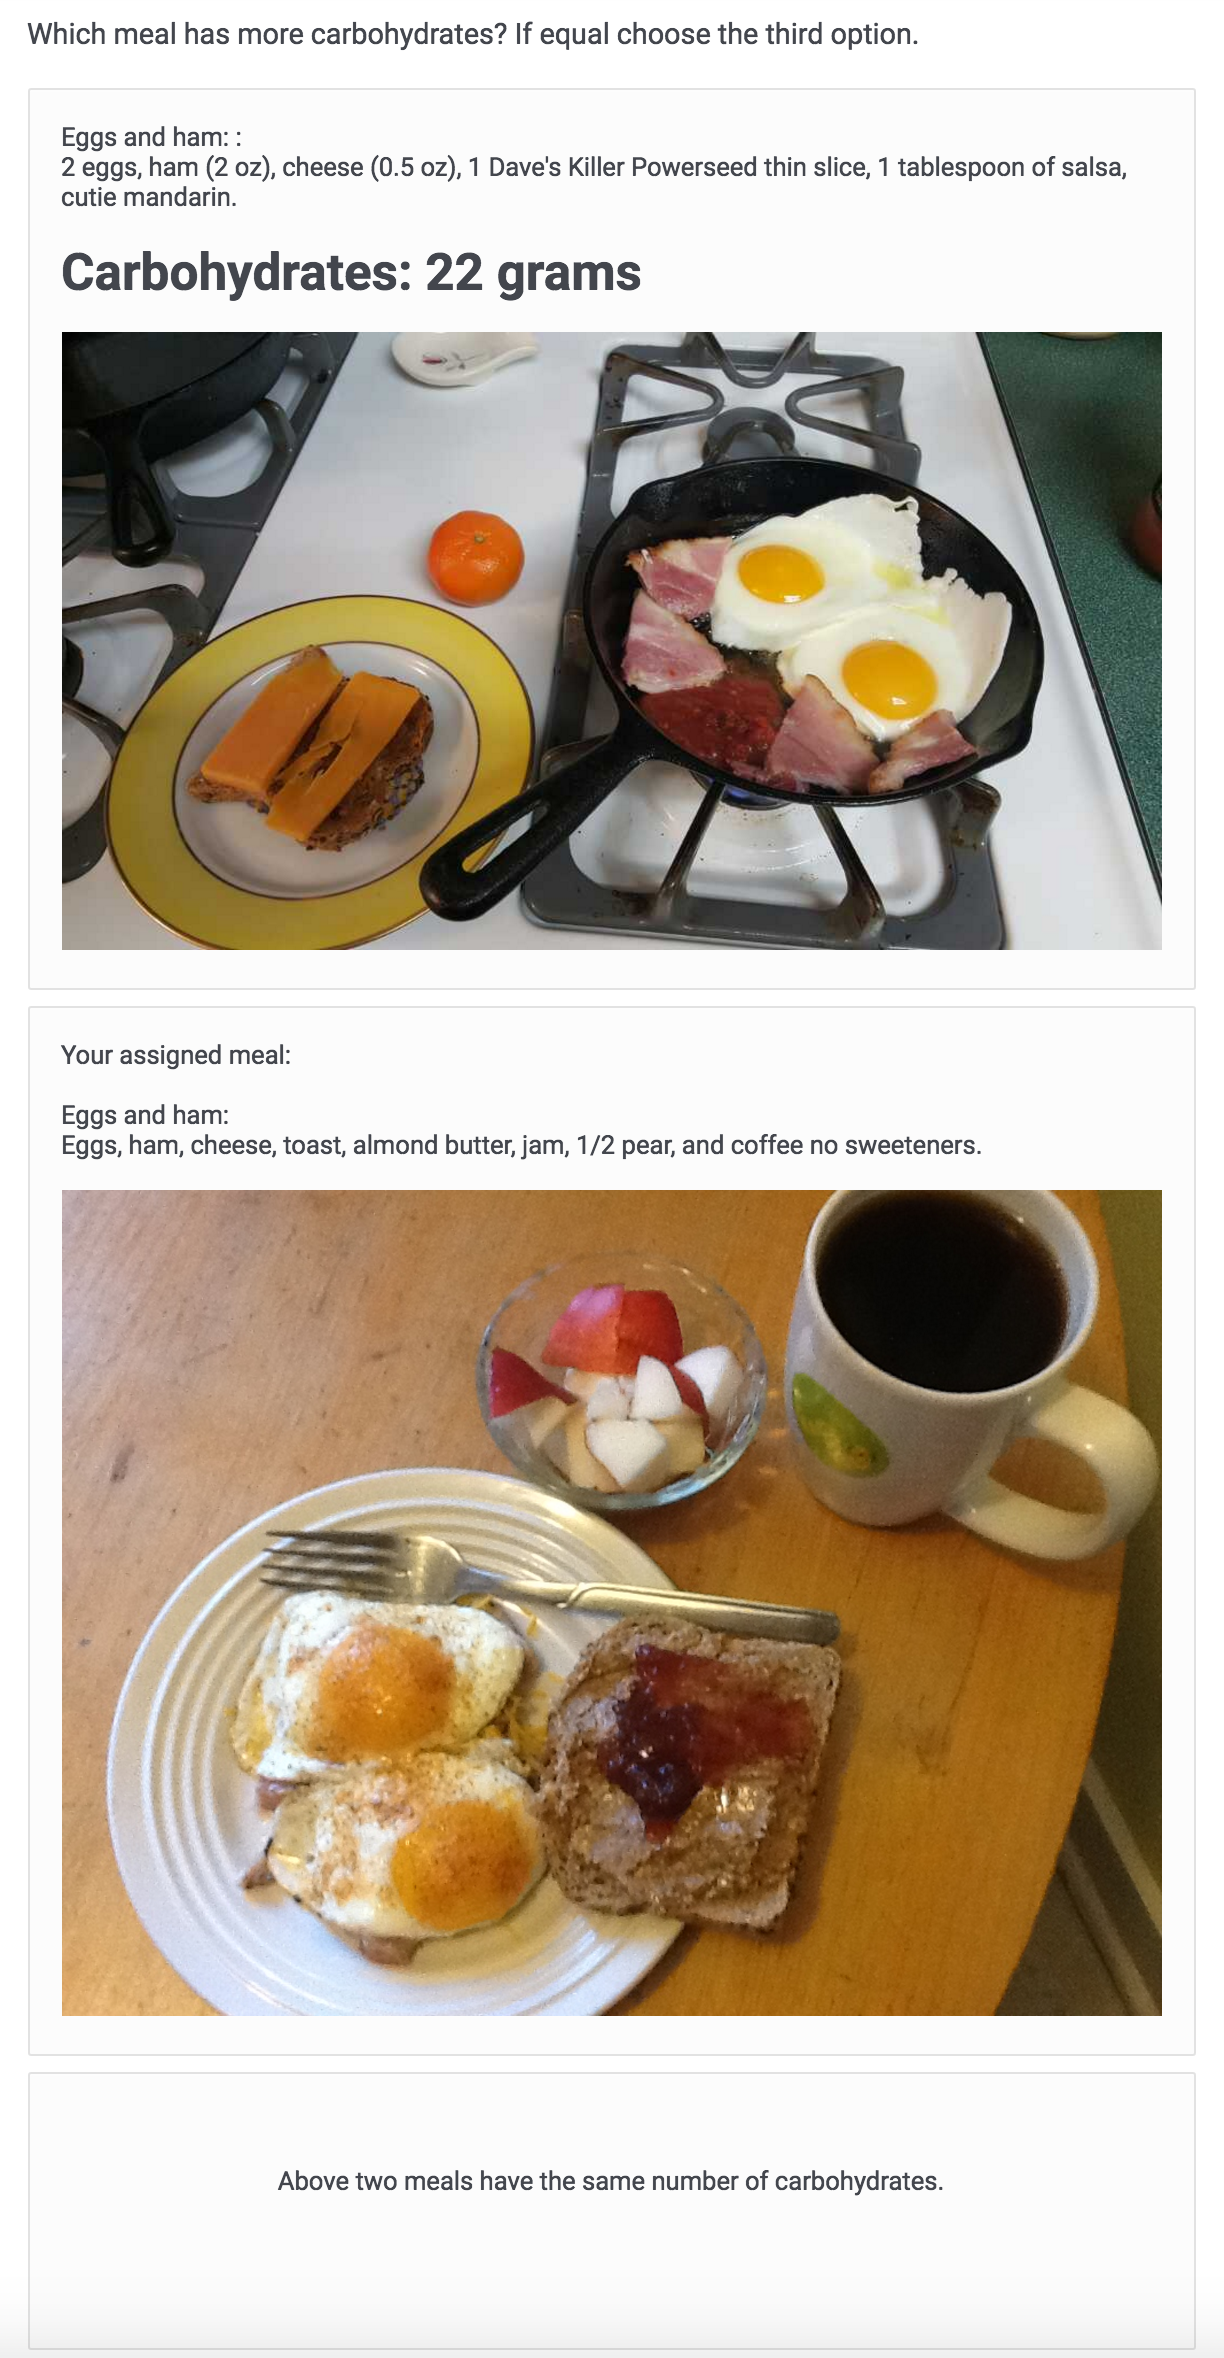 Which meal has more carbohydrates? If equal choose the third option.
Eggs and ham: :
2 eggs, ham (2 oz), cheese (0.5 oz), 1 Dave's Killer Powerseed thin slice, 1 tablespoon of salsa,
cutie mandarin.
Carbohydrates: 22 grams
Your assigned meal:
Eggs and ham:
Eggs, ham, cheese, toast, almond butter, jam, 1/2 pear, and coffee no sweeteners.
Above two meals have the same number of carbohydrates.